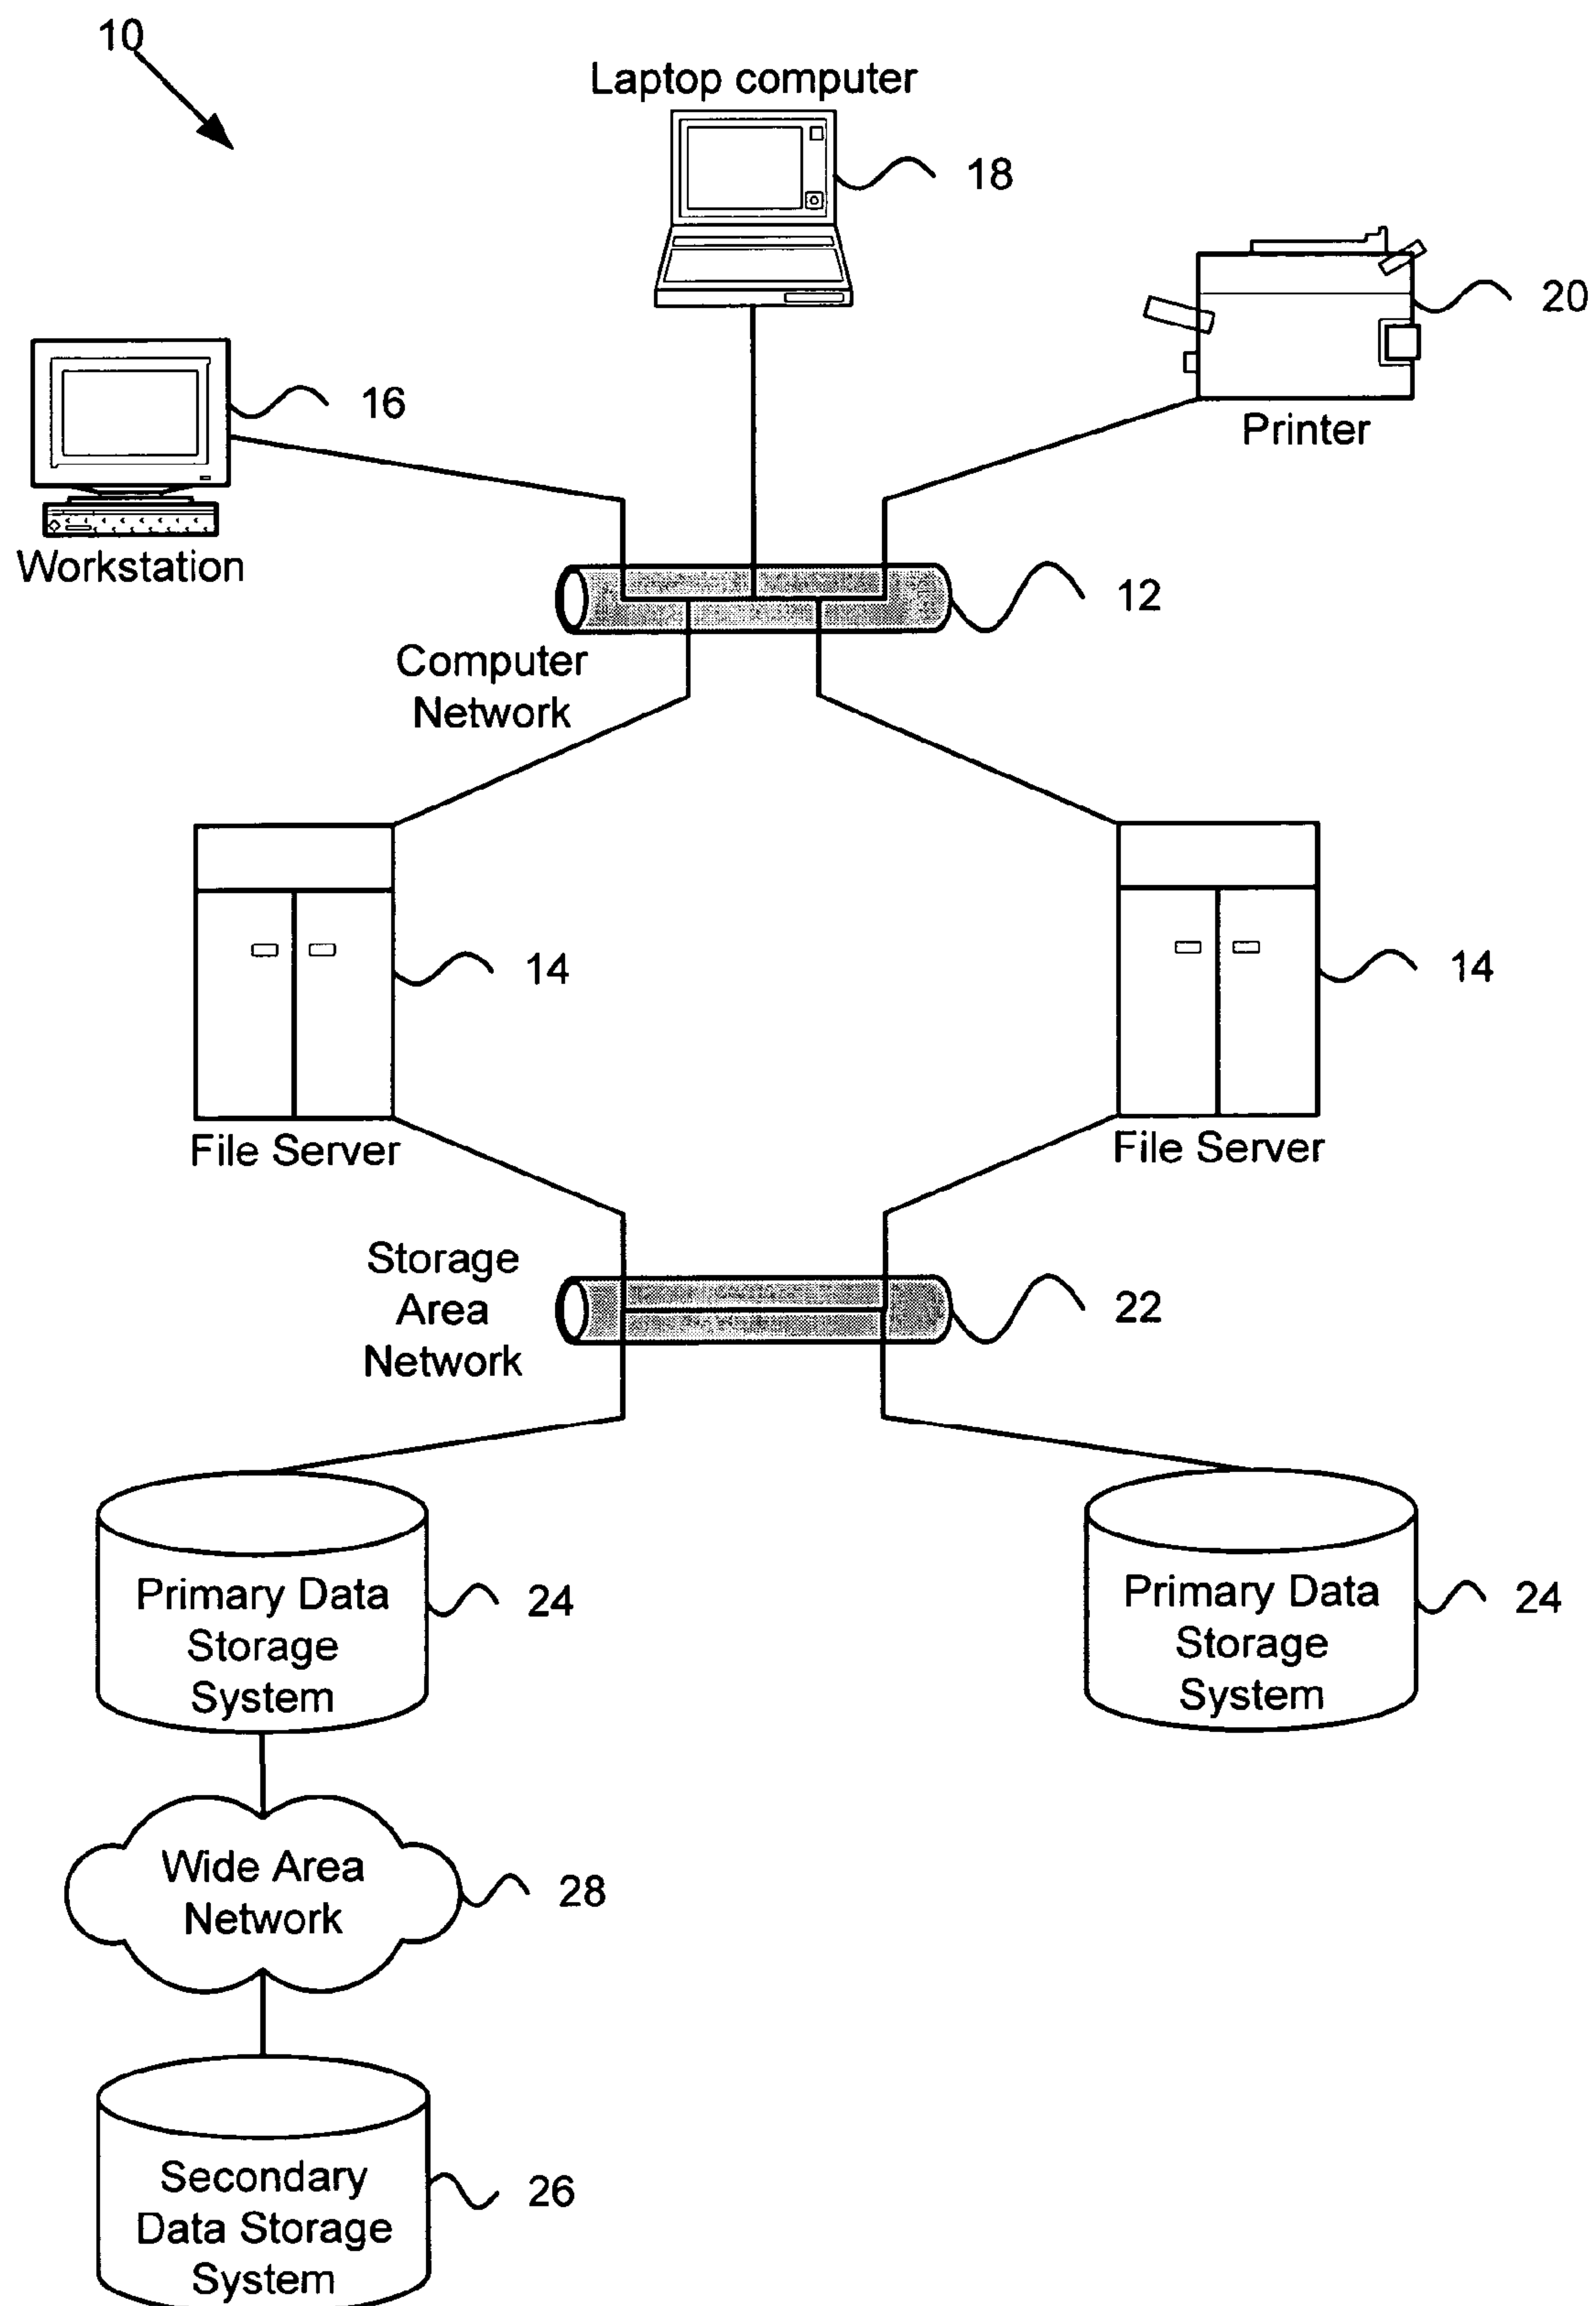 10
Laptop computer
18
20
Printer
16
Workstation
12
Computer
Network
14
14
File Server
File Server
Storage
Area
Network
22
Primary Data
Storage
System
24
Primary Data
Storage
System
24
Wide Area
Network
28
Secondary
Data Storage
System
26